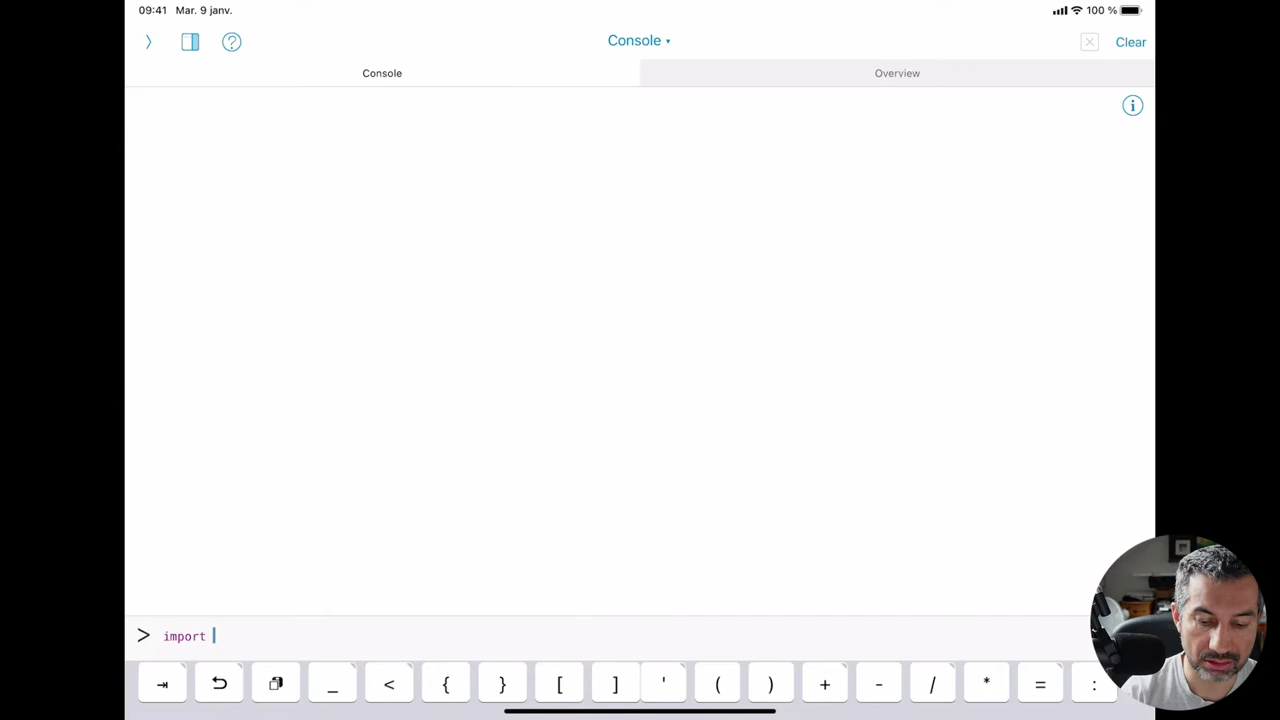 09:41 Mar. 9 janv. 100 %
Console ▾ Clear
Console Overview
> import
_ < { } [ ] ' ( ) + - / * = :